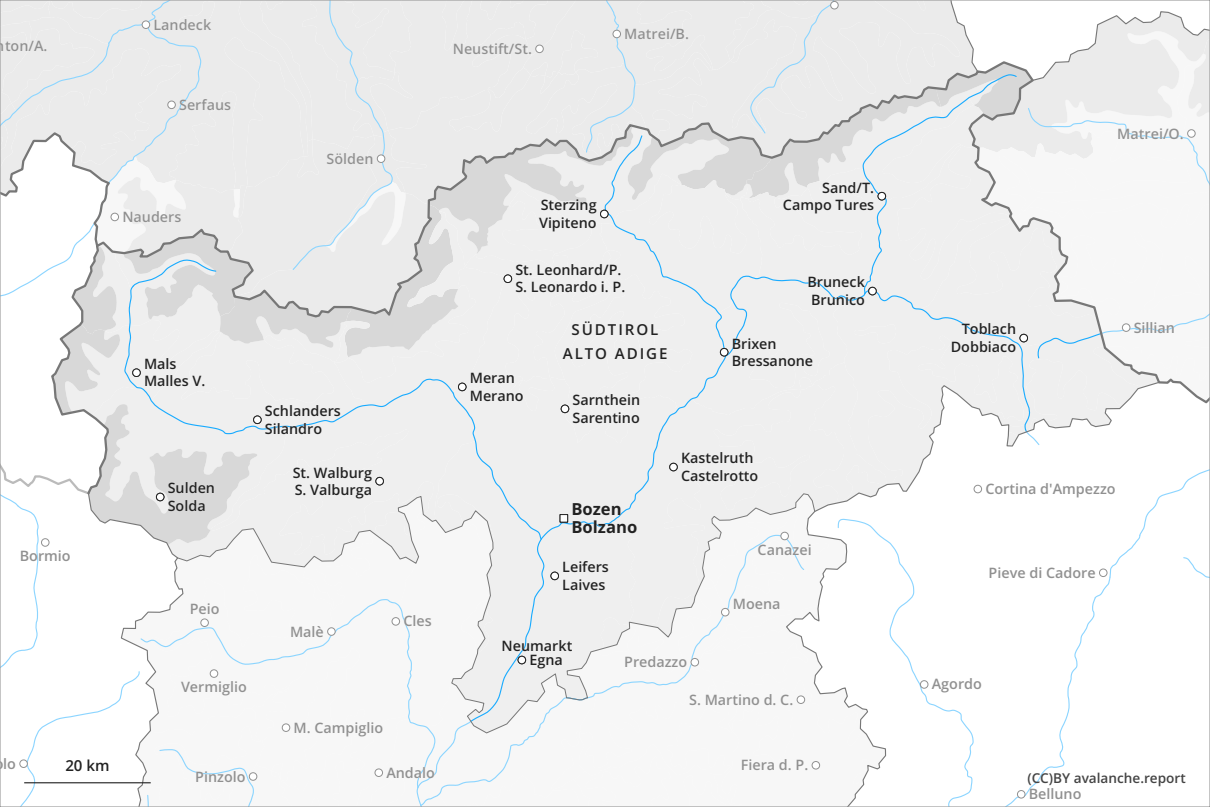 Landeck
nton/A.
Neustift/St.
Matrei/B.
Serfaus
Matrei/O.
Sölden
Nauders
Sand/T.
Campo Tures
Sterzing
Vipiteno
St. Leonhard/P.
S. Leonardo i. P.
Bruneck
Brunico
SÜDTIROL
ALTO ADIGE
Toblach
Dobbiaco
Sillian
Brixen
Bressanone
Mals
Malles V.
Meran
Merano
Schlanders
Silandro
Sarnthein
Sarentino
Kastelruth
Castelrotto
St. Walburg
S. Valburga
Sulden
Solda
Cortina d'Ampezzo
Bozen
Bolzano
Bormio
Canazei
Leifers
Laives
Pieve di Cadore
Peio
Moena
Malè
Cles
Neumarkt
Egna
Predazzo
Vermiglio
Agordo
S. Martino d. C.
M. Campiglio
olo
20 km
Pinzolo
Andalo
Fiera d. P.
(CC)BY avalanche.report
Belluno